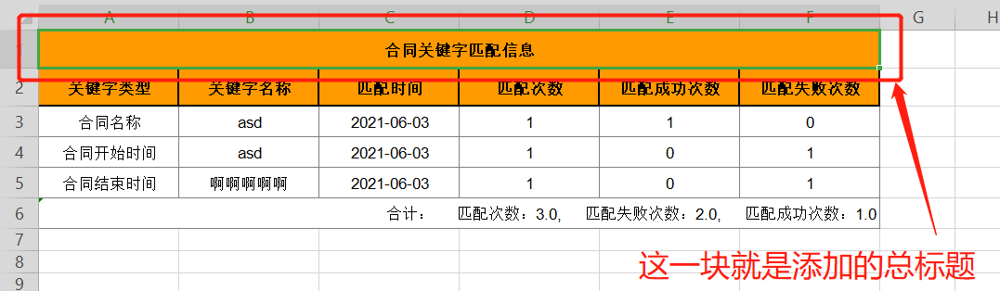 A B C D E F G H
1 合同关键字匹配信息
2 关键字类型 关键字名称 匹配时间 匹配次数 匹配成功次数 匹配失败次数
3 合同名称 asd 2021-06-03 1 1 0
4 合同开始时间 asd 2021-06-03 1 0 1
5 合同结束时间 啊啊啊啊啊 2021-06-03 1 0 1
6 合计： 匹配次数：3.0, 匹配失败次数：2.0, 匹配成功次数：1.0
7
8 这一块就是添加的总标题
9